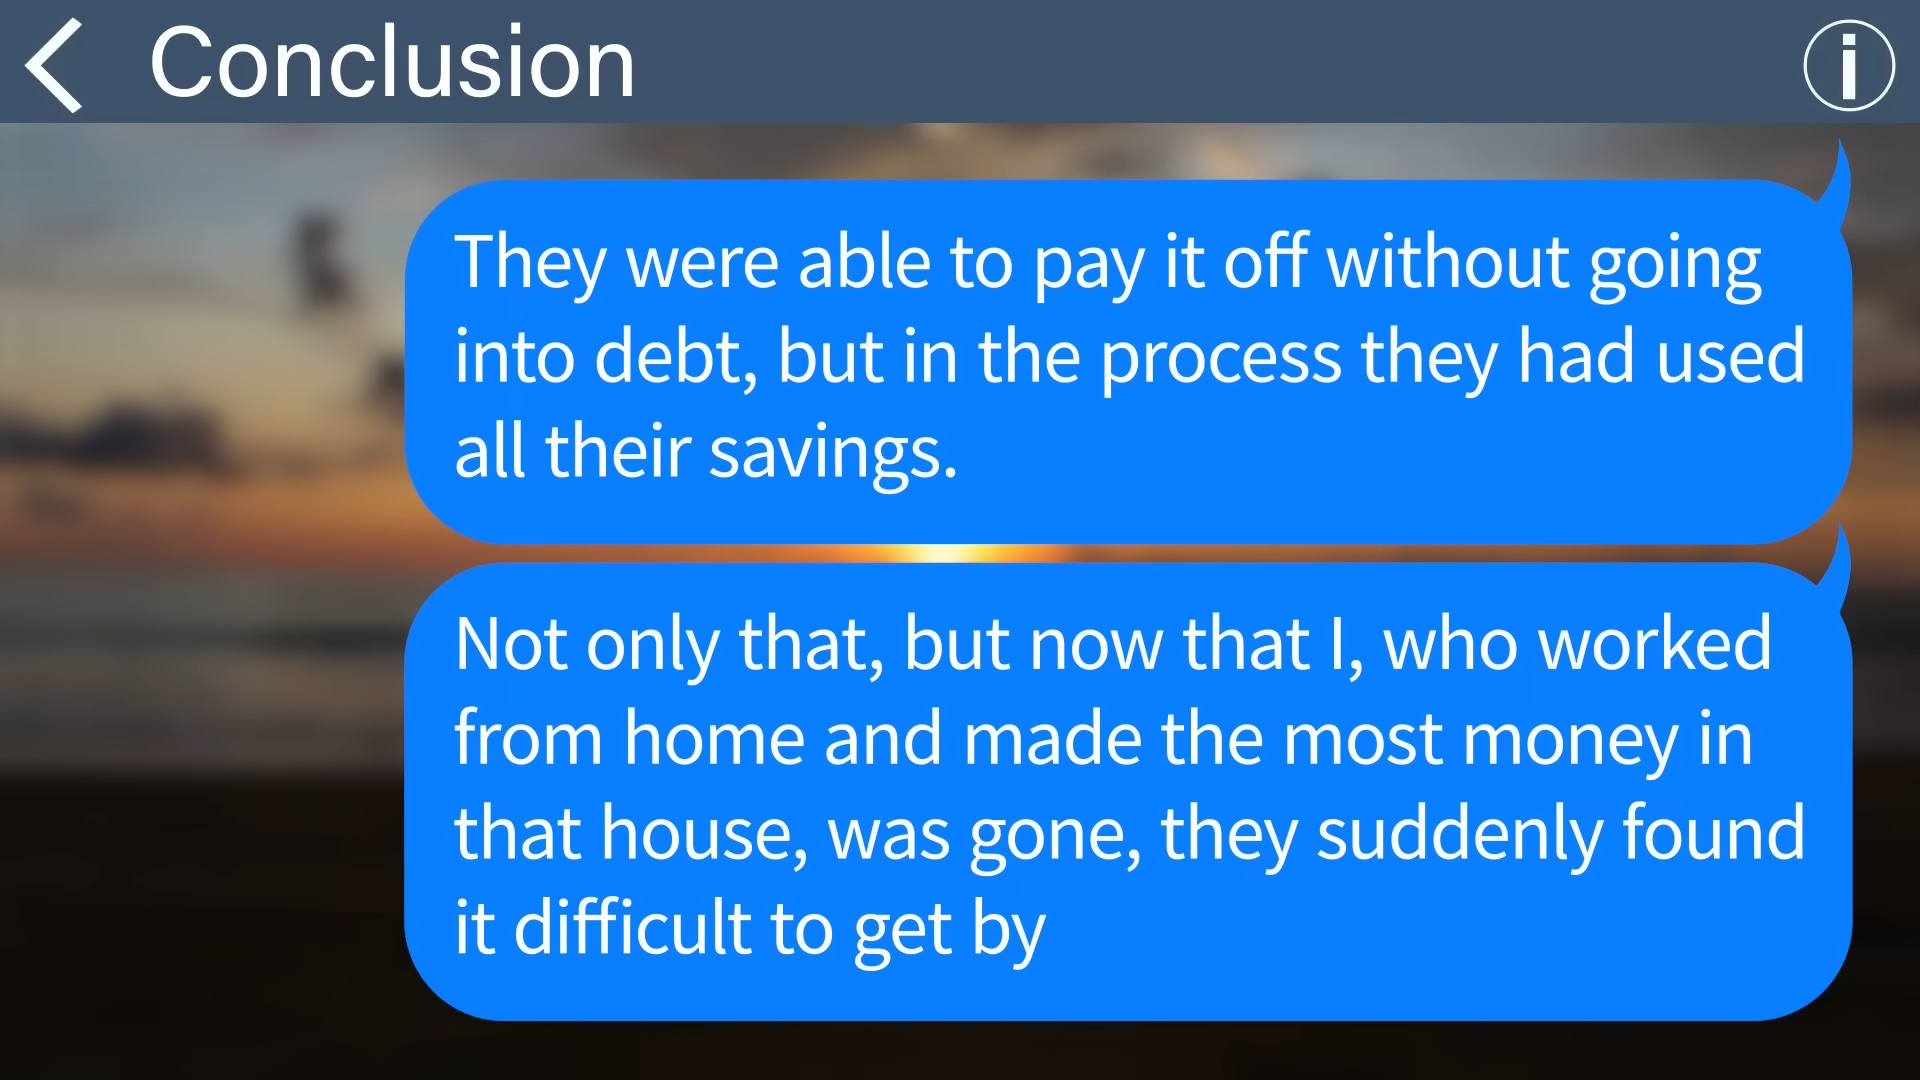 Conclusion
They were able to pay it off without going
into debt, but in the process they had used
all their savings.
Not only that, but now that I, who worked
from home and made the most money in
that house, was gone, they suddenly found
it difficult to get by